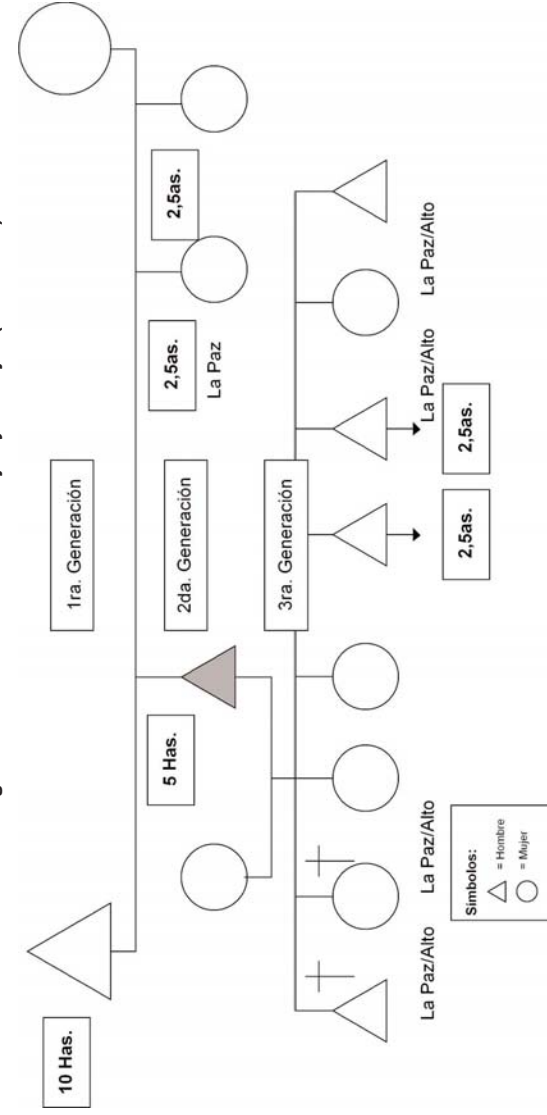 10 Has.
1ra. Generación
5 Has.
2da. Generación
2,5as.
La Paz
2,5as.
3ra. Generación
La Paz/Alto
La Paz/Alto
2,5as.
2,5as.
La Paz/Alto
La Paz/Alto
Simbolos:
= Hombre
= Mujer